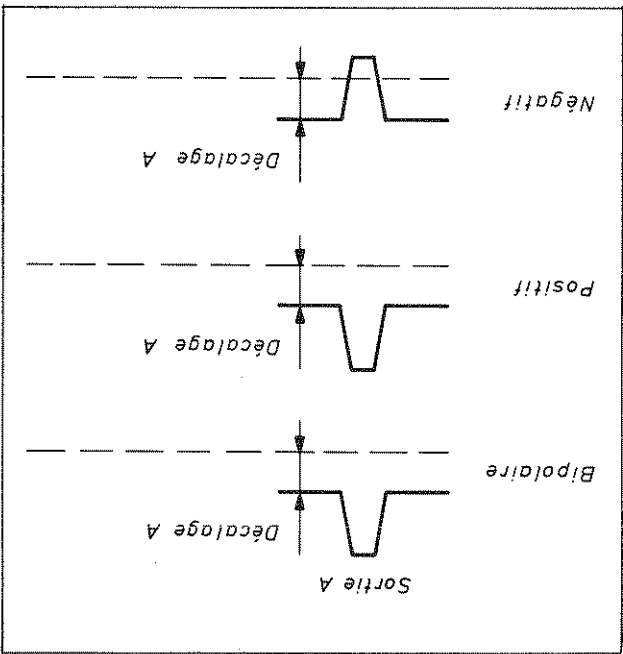 Sortie A
Décalage A
Bipolaire
Décalage A
Positif
Décalage A
Négatif